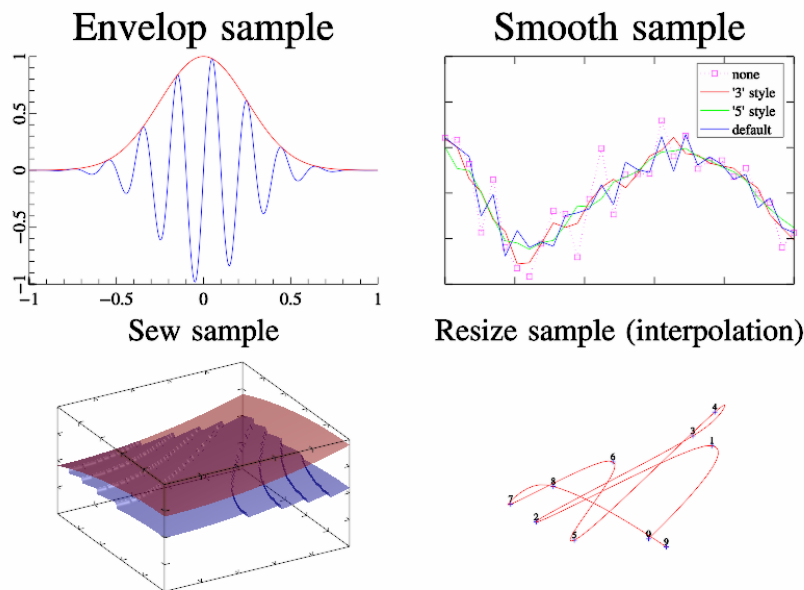 Envelop sample
Smooth sample
1
0.5
0
−0.5
−1
−1
−0.5
0
0.5
1
none
'3' style
'5' style
default
Sew sample
Resize sample (interpolation)
4
3
1
6
8
7
2
5
0
9